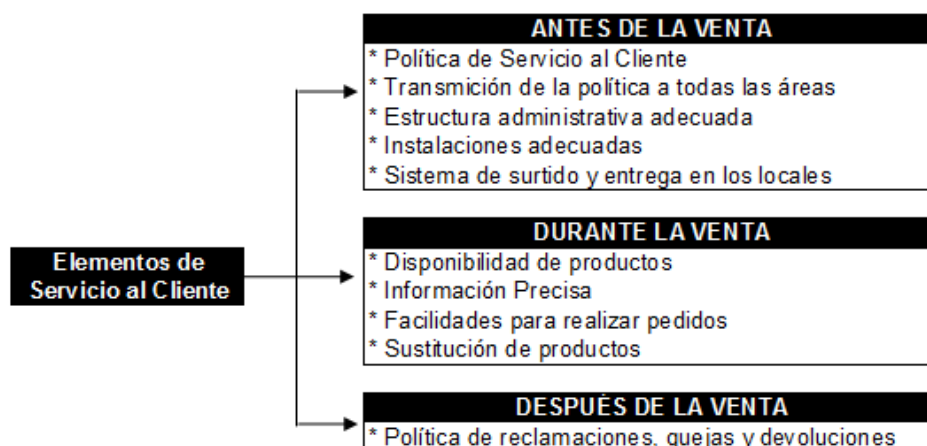 ANTES DE LA VENTA
* Política de Servicio al Cliente
* Transmición de la política a todas las áreas
* Estructura administrativa adecuada
* Instalaciones adecuadas
* Sistema de surtido y entrega en los locales
Elementos de
Servicio al Cliente
DURANTE LA VENTA
* Disponibilidad de productos
* Información Precisa
* Facilidades para realizar pedidos
* Sustitución de productos
DESPUÉS DE LA VENTA
* Política de reclamaciones, quejas y devoluciones